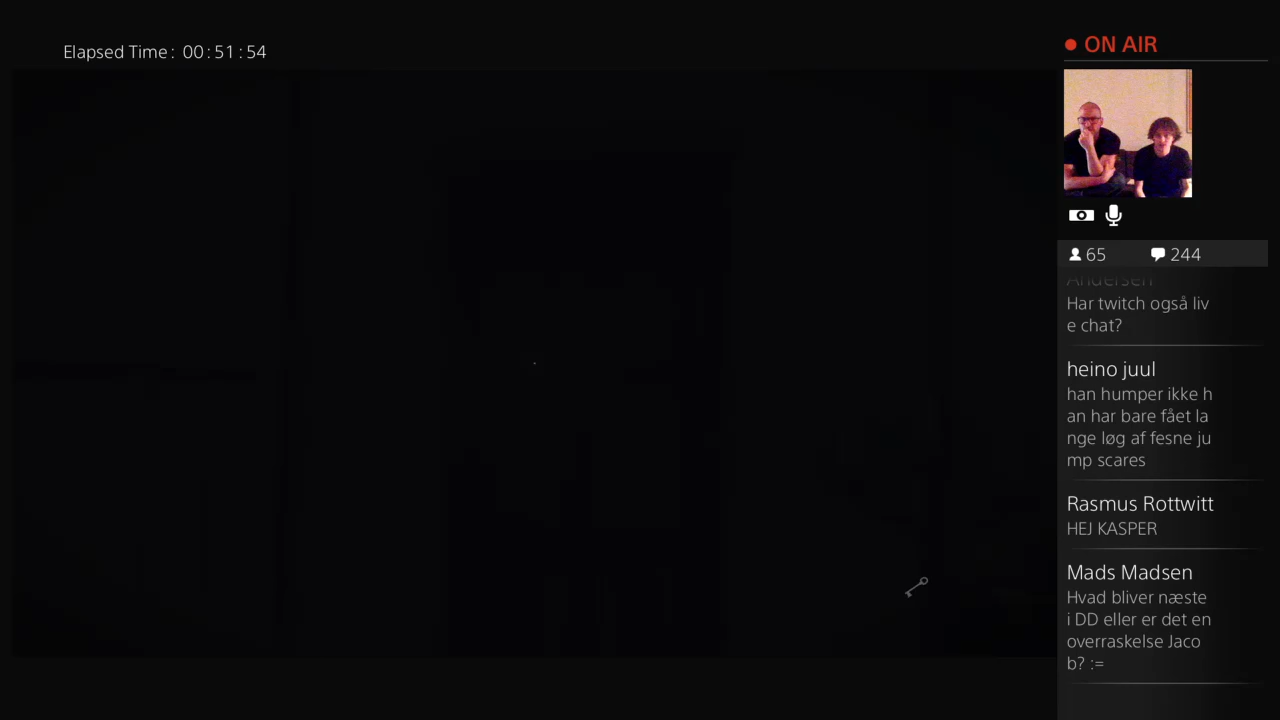 Elapsed Time: 00:51:54
ON AIR
65 244
Andersen
Har twitch også liv
e chat?
heino juul
han humper ikke h
an har bare fået la
nge løg af fesne ju
mp scares
Rasmus Rottwitt
HEJ KASPER
Mads Madsen
Hvad bliver næste
i DD eller er det en
overraskelse Jaco
b? :=